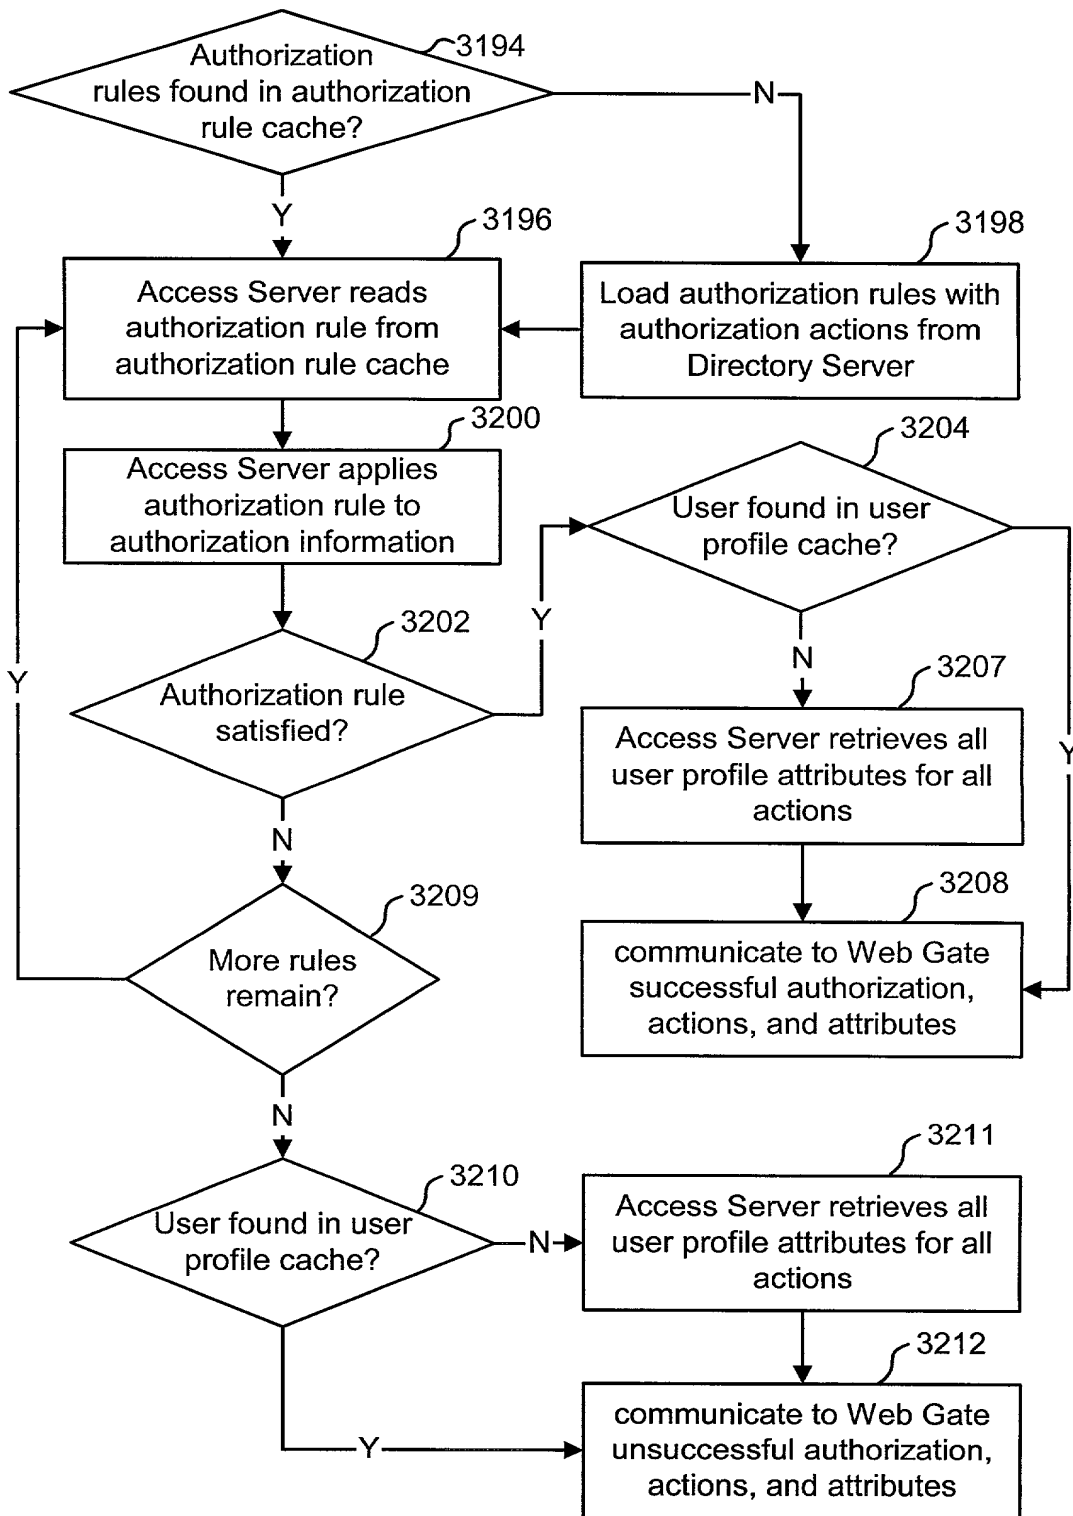 Authorization
rules found in authorization
rule cache?
3194
N
Y
3196
Access Server reads
authorization rule from
authorization rule cache
3198
Load authorization rules with
authorization actions from
Directory Server
3200
Access Server applies
authorization rule to
authorization information
3204
User found in user
profile cache?
Y
N
Y
3202
Authorization rule
satisfied?
Y
N
3207
Access Server retrieves all
user profile attributes for all
actions
3208
communicate to Web Gate
successful authorization,
actions, and attributes
3209
More rules
remain?
N
3210
User found in user
profile cache?
N
Y
3211
Access Server retrieves all
user profile attributes for all
actions
3212
communicate to Web Gate
unsuccessful authorization,
actions, and attributes